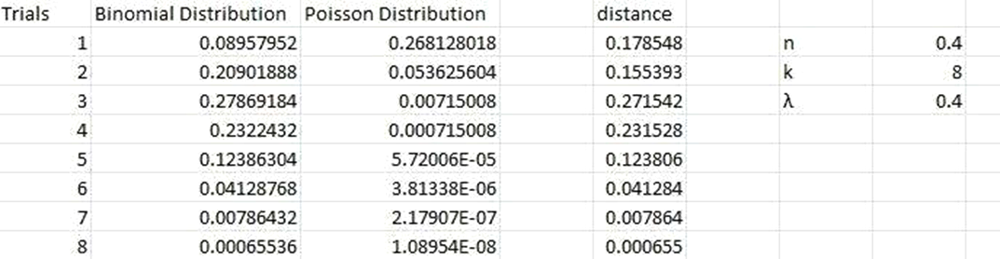 Trials Binomial Distribution Poisson Distribution distance
1 0.08957952 0.268128018 0.178548 n 0.4
2 0.20901888 0.053625604 0.155393 k 8
3 0.27869184 0.00715008 0.271542 λ 0.4
4 0.2322432 0.000715008 0.231528
5 0.12386304 5.72006E-05 0.123806
6 0.04128768 3.81338E-06 0.041284
7 0.00786432 2.17907E-07 0.007864
8 0.00065536 1.08954E-08 0.000655